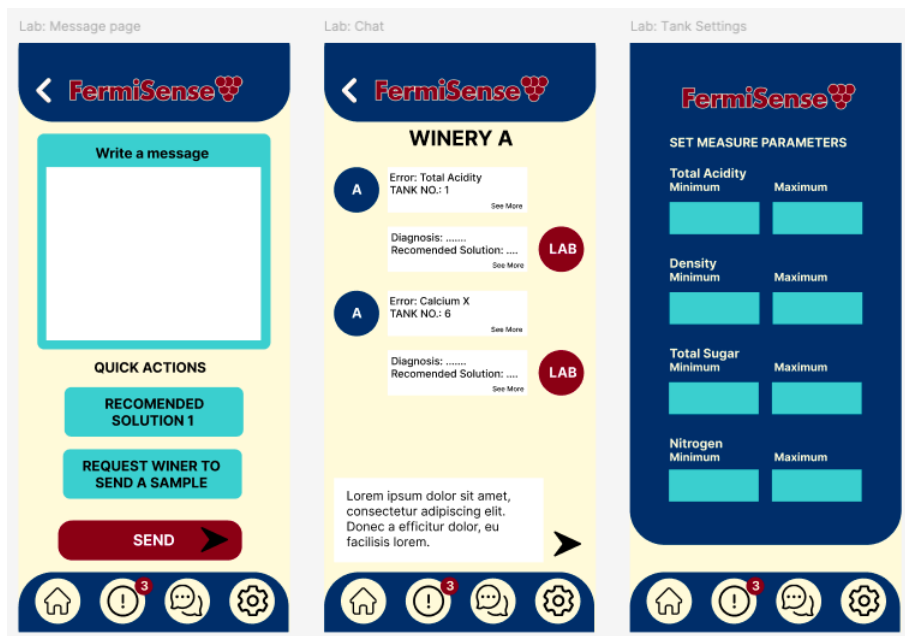 Lab: Message page
FermiSense
Write a message
QUICK ACTIONS
RECOMENDED
SOLUTION 1
REQUEST WINER TO
SEND A SAMPLE
SEND
3
Lab: Chat
FermiSense
WINERY A
A
Error: Total Acidity
TANK NO.: 1
See More
Diagnosis: .......
Recomended Solution: ....
See More
LAB
A
Error: Calcium X
TANK NO.: 6
See More
Diagnosis: .......
Recomended Solution: ....
See More
LAB
Lorem ipsum dolor sit amet,
consectetur adipiscing elit.
Donec a efficitur dolor, eu
facilisis lorem.
3
Lab: Tank Settings
FermiSense
SET MEASURE PARAMETERS
Total Acidity
Minimum Maximum
Density
Minimum Maximum
Total Sugar
Minimum Maximum
Nitrogen
Minimum Maximum
3